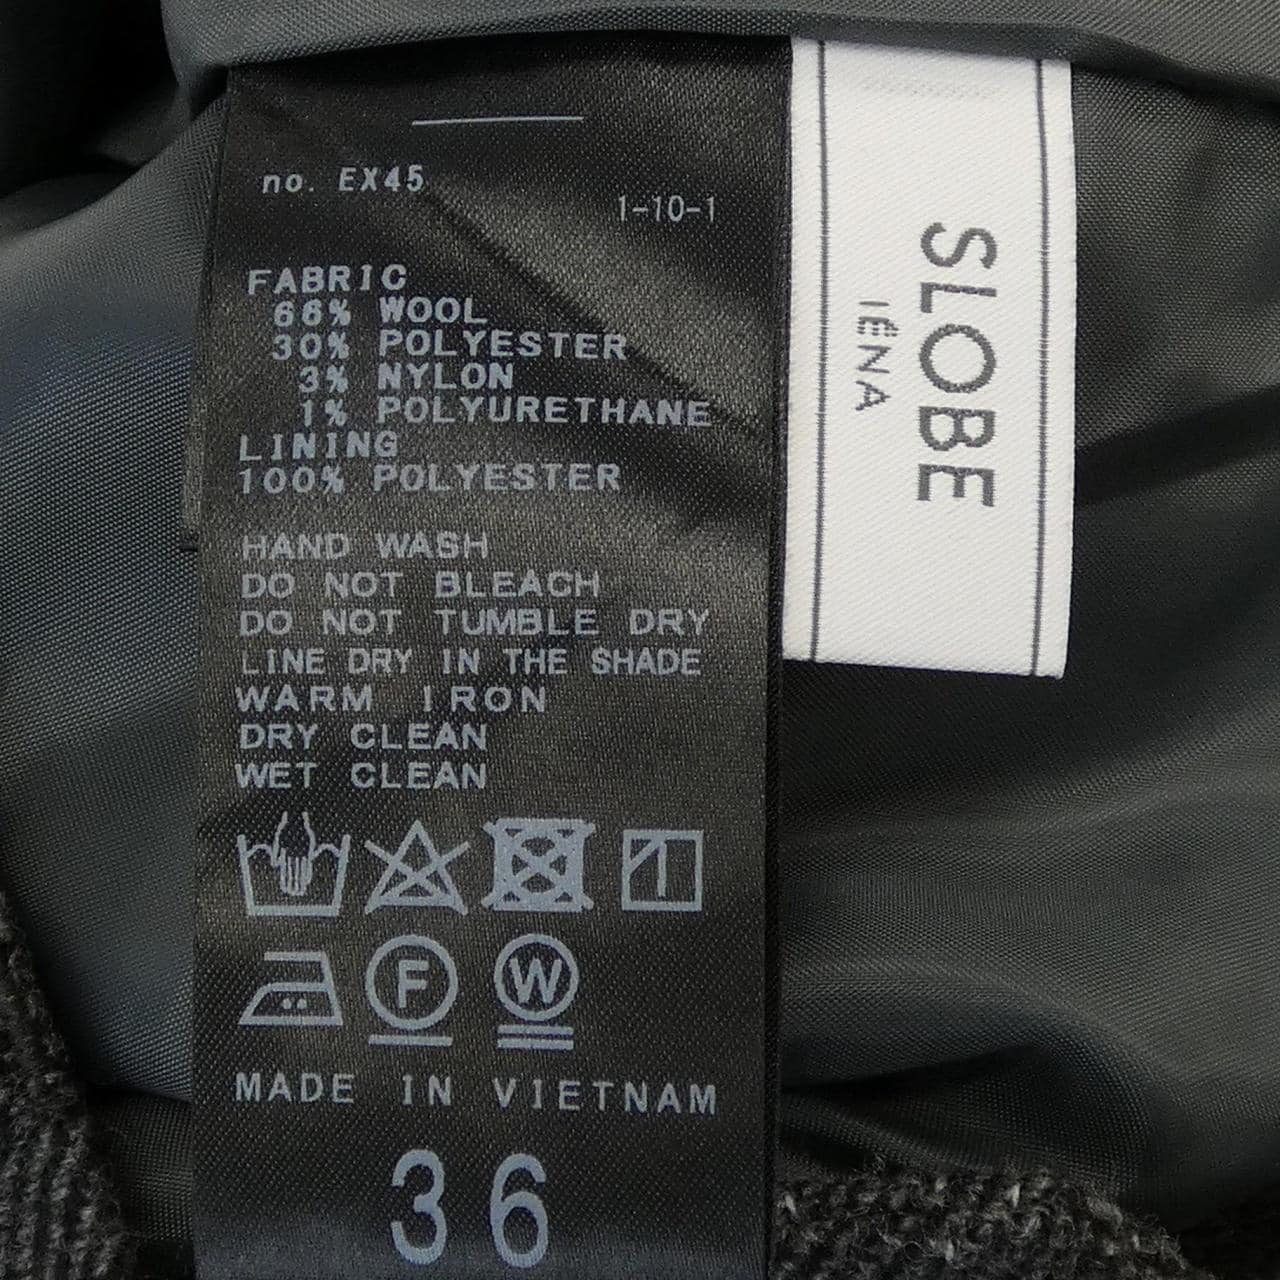 no. EX45
1-10-1
FABRIC
66% WOOL
30% POLYESTER
3% NYLON
1% POLYURETHANE
LINING
100% POLYESTER
HAND WASH
DO NOT BLEACH
DO NOT TUMBLE DRY
LINE DRY IN THE SHADE
WARM IRON
DRY CLEAN
WET CLEAN
F W
MADE IN VIETNAM
36
SLOBE
IÉNA